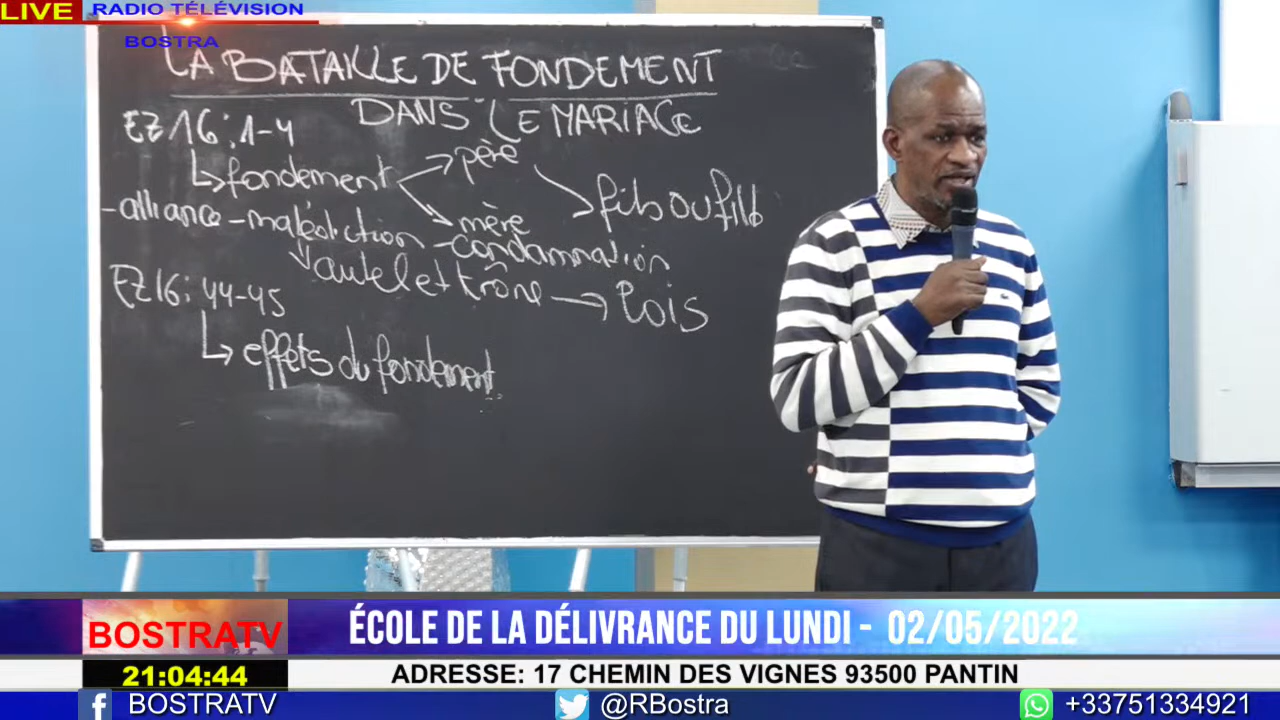 LIVE RADIO TÉLÉVISION
BOSTRA
LA BATAILLE DE FONDEMENT
DANS LE MARIAGE
EZ 16 : 1-4
fondement
père
mère
fils ou fille
-alliance -malédiction -condamnation
autel et trône → lois
EZ 16 : 44-45
effets du fondement
BOSTRATV
ÉCOLE DE LA DÉLIVRANCE DU LUNDI - 02/05/2022
21:04:44
ADRESSE: 17 CHEMIN DES VIGNES 93500 PANTIN
BOSTRATV
@RBostra
+33751334921